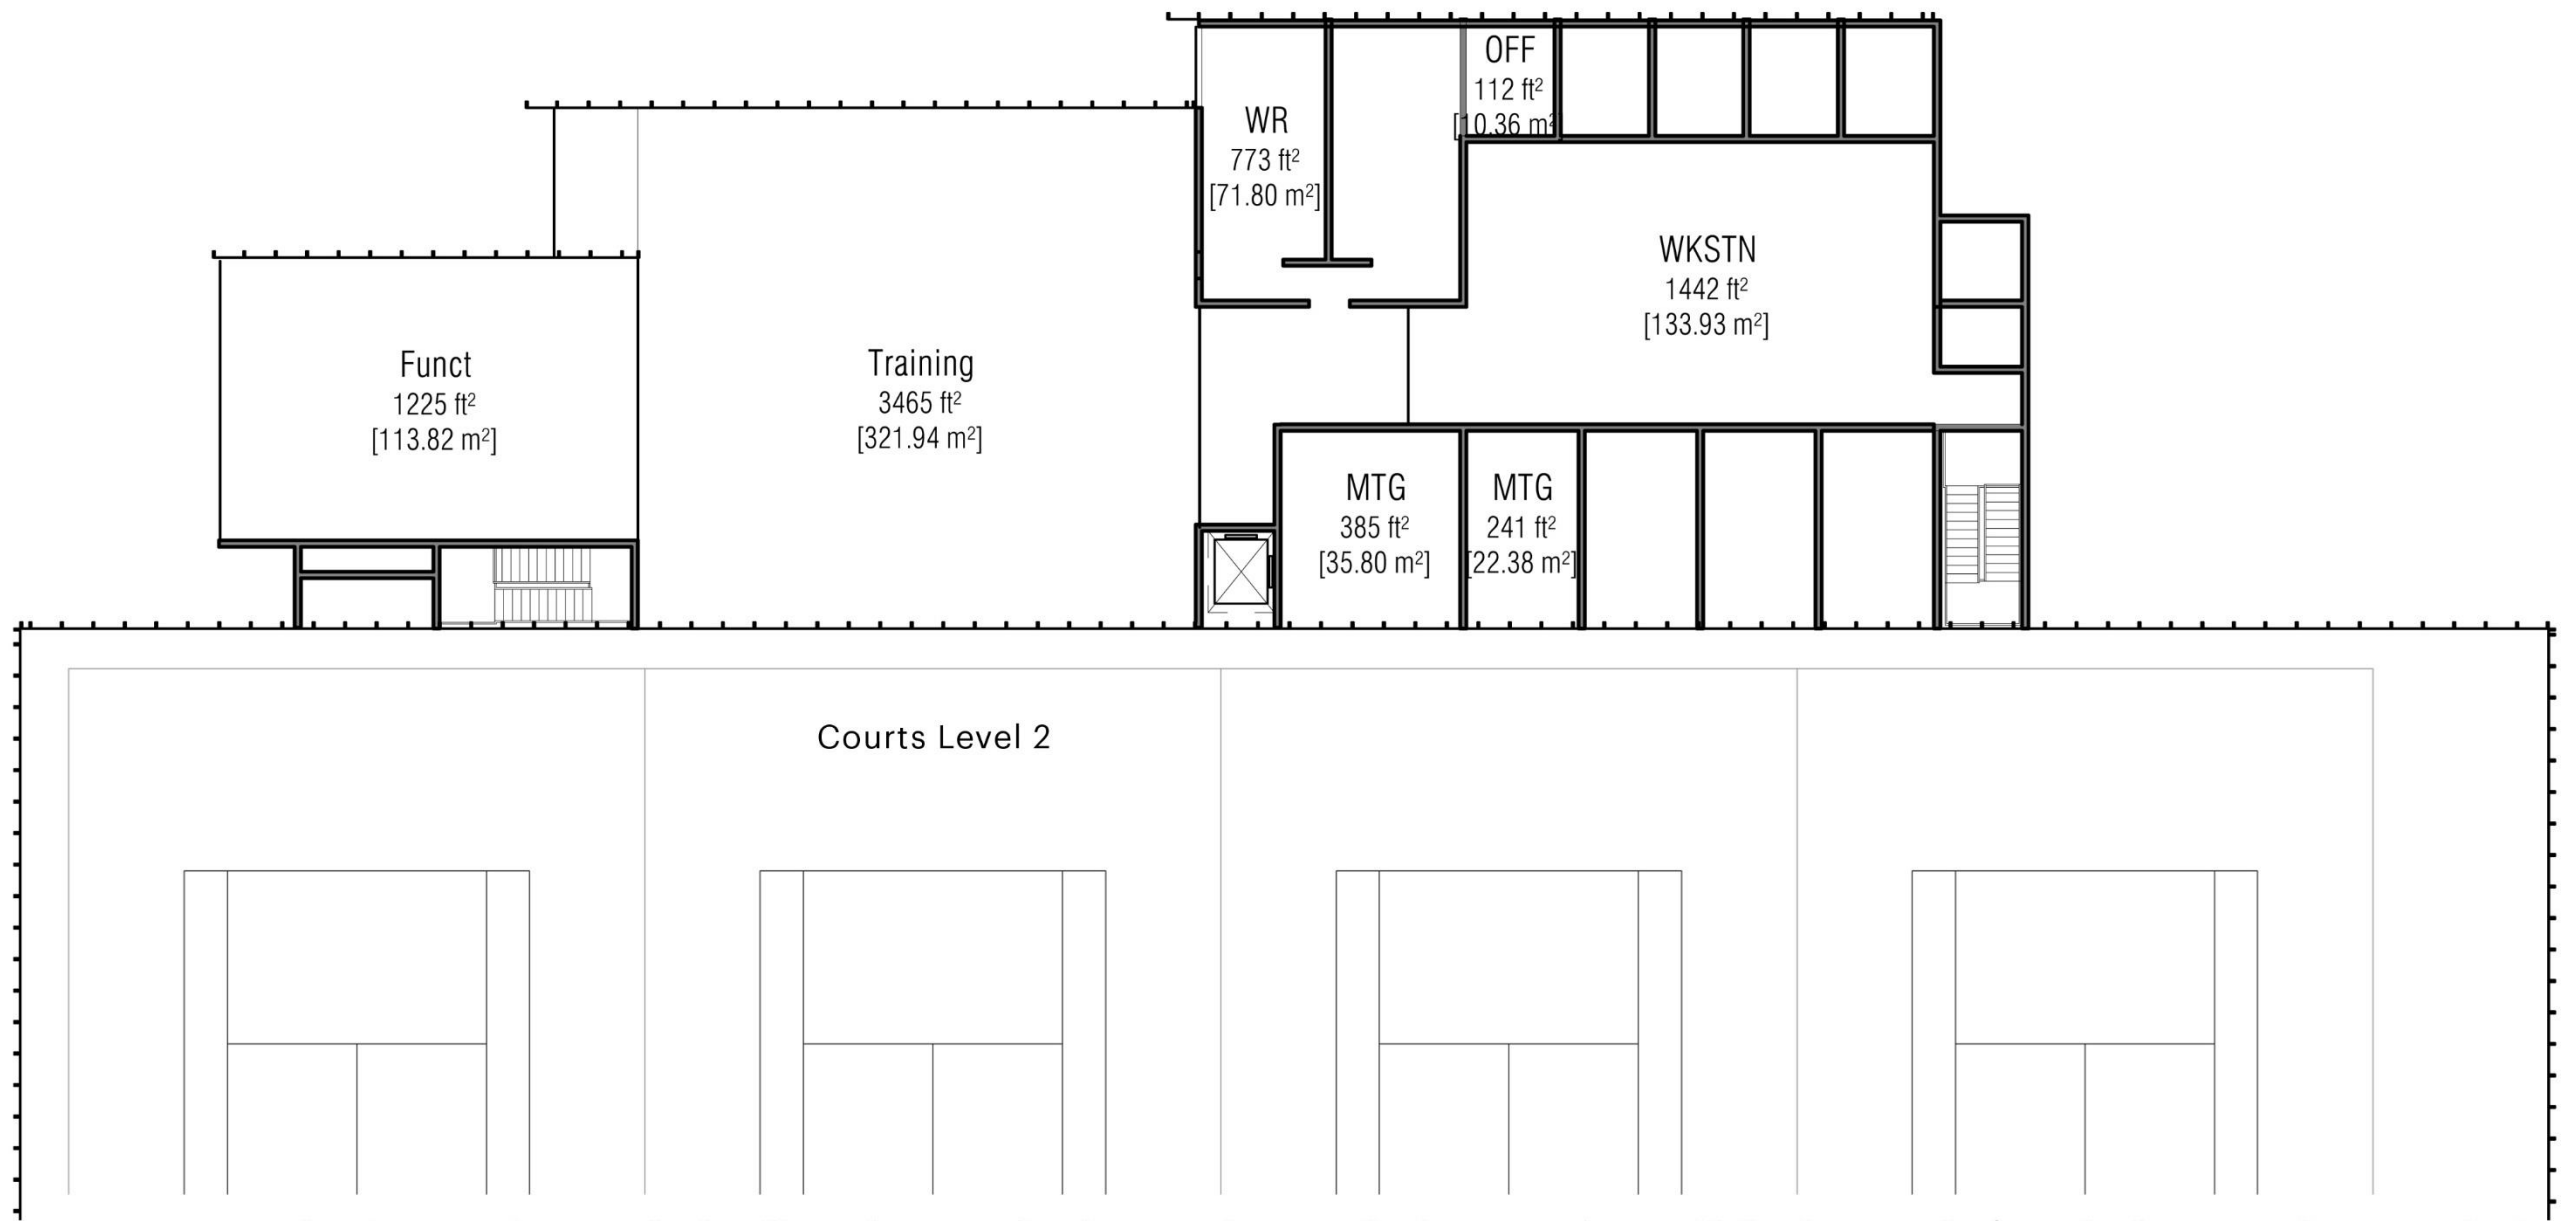 OFF
112 ft²
[10.36 m²]
WR
773 ft²
[71.80 m²]
WKSTN
1442 ft²
[133.93 m²]
Funct
1225 ft²
[113.82 m²]
Training
3465 ft²
[321.94 m²]
MTG
385 ft²
[35.80 m²]
MTG
241 ft²
[22.38 m²]
Courts Level 2